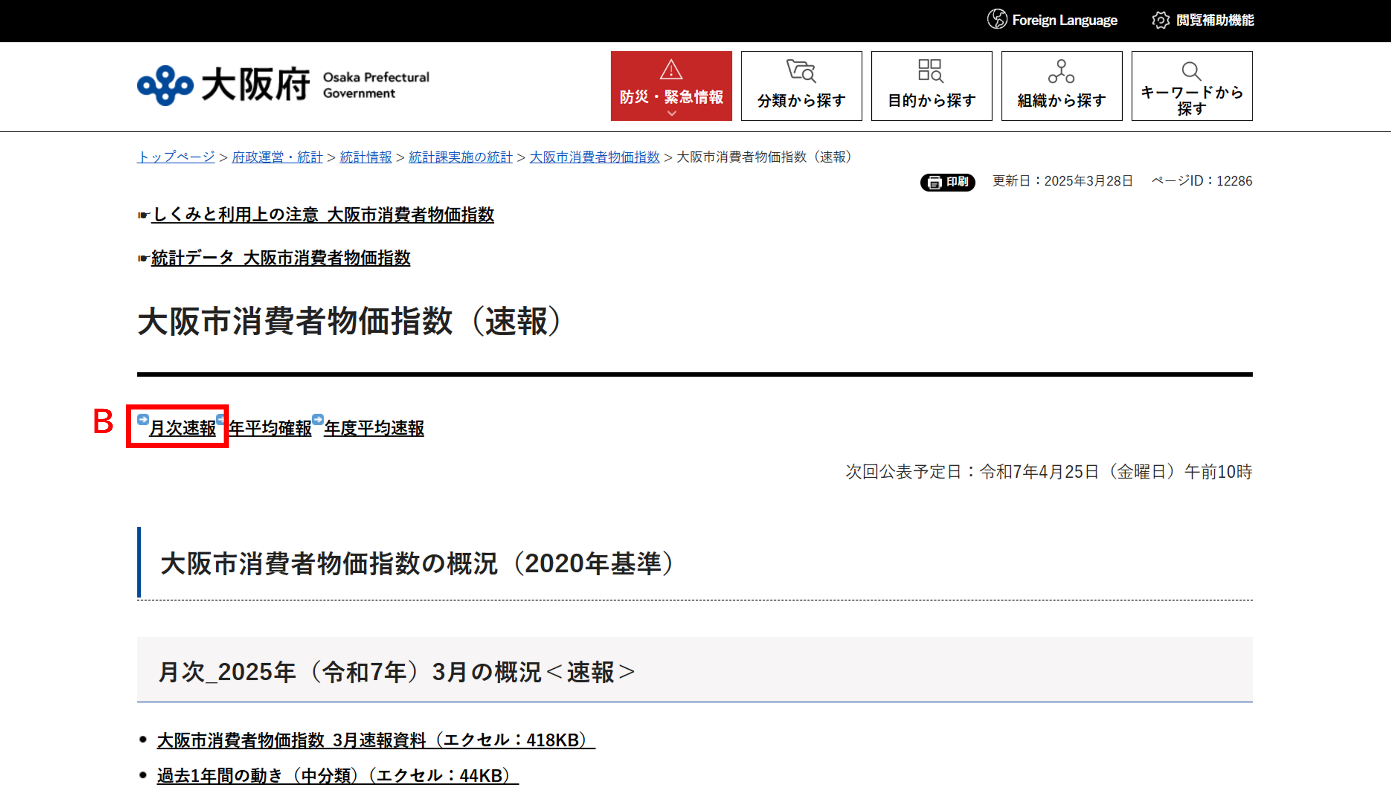 Foreign Language 閲覧補助機能
大阪府 Osaka Prefectural Government
防災・緊急情報 分類から探す 目的から探す 組織から探す キーワードから探す
トップページ > 府政運営・統計 > 統計情報 > 統計課実施の統計 > 大阪市消費者物価指数 > 大阪市消費者物価指数（速報）
印刷 更新日：2025年3月28日 ページID：12286
☛しくみと利用上の注意_大阪市消費者物価指数
☛統計データ_大阪市消費者物価指数
大阪市消費者物価指数（速報）
B 月次速報 年平均確報 年度平均速報
次回公表予定日：令和7年4月25日（金曜日）午前10時
大阪市消費者物価指数の概況（2020年基準）
月次_2025年（令和7年）3月の概況＜速報＞
• 大阪市消費者物価指数_3月速報資料（エクセル：418KB）
• 過去1年間の動き（中分類）（エクセル：44KB）